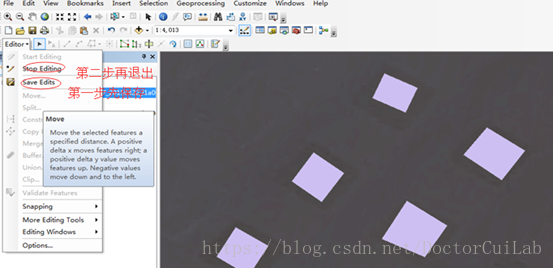 View Bookmarks Insert Selection Geoprocessing Customize Windows Help
1:4,013
Editor
Start Editing
Stop Editing
第二步再退出
Save Edits
第一步先保存
Move...
Split...
Move
Move the selected features a
specified distance. A positive
delta x moves features right; a
positive delta y value moves
features up. Negative values
move down and to the left.
Copy
Merge
Buffer
Union
Clip...
Validate Features
Snapping
More Editing Tools
Editing Windows
Options...
https://blog.csdn.net/DoctorCuiLab